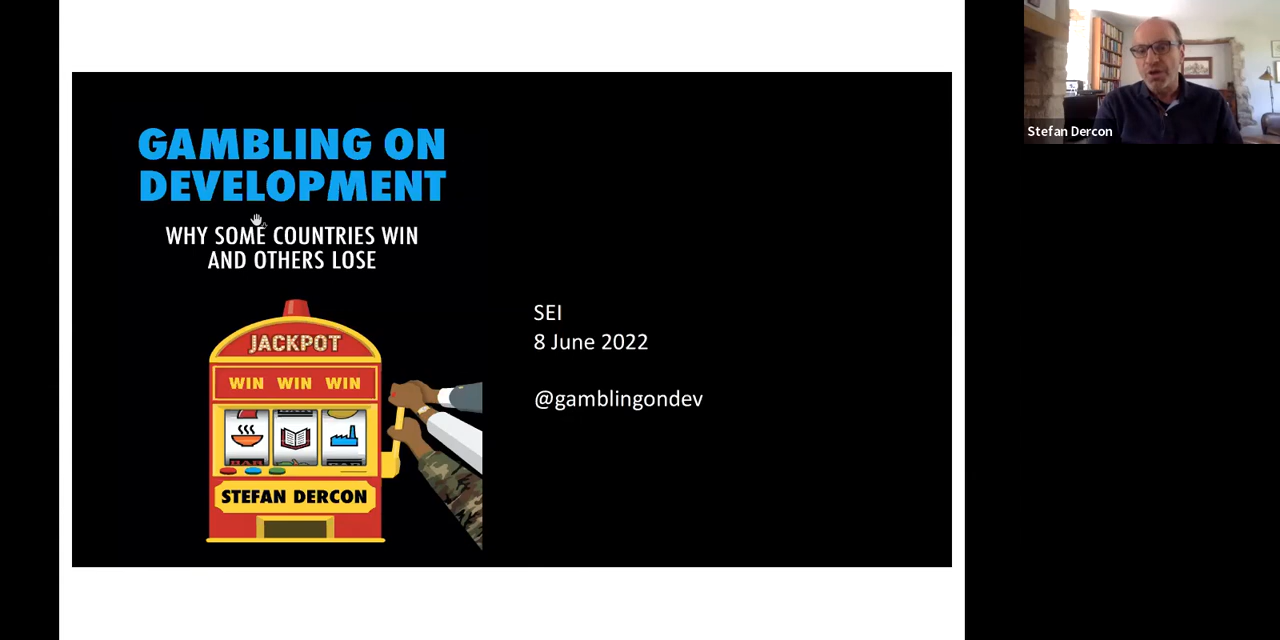 GAMBLING ON
DEVELOPMENT
WHY SOME COUNTRIES WIN
AND OTHERS LOSE
JACKPOT
WIN WIN WIN
STEFAN DERCON
SEI
8 June 2022
@gamblingondev
Stefan Dercon